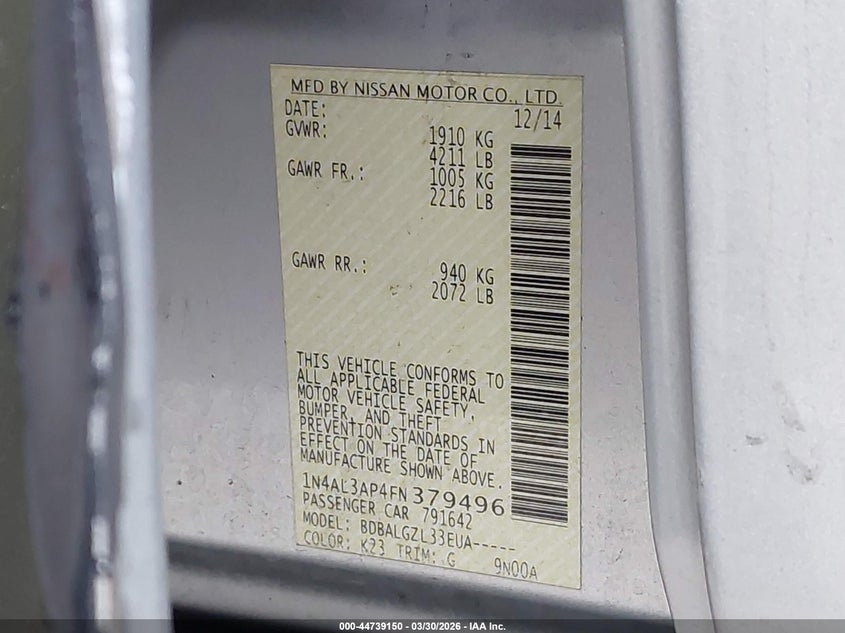 MFD BY NISSAN MOTOR CO., LTD.
DATE: 12/14
GVWR: 1910 KG
4211 LB
GAWR FR.: 1005 KG
2216 LB
GAWR RR.: 940 KG
2072 LB
THIS VEHICLE CONFORMS TO
ALL APPLICABLE FEDERAL
MOTOR VEHICLE SAFETY,
BUMPER, AND THEFT
PREVENTION STANDARDS IN
EFFECT ON THE DATE OF
MANUFACTURE SHOWN ABOVE.
1N4AL3AP4FN379496
PASSENGER CAR 791642
MODEL: BDBALGZL33EUA-----
COLOR: K23 TRIM: G 9N00A
000-44739150 - 03/30/2026 - IAA Inc.